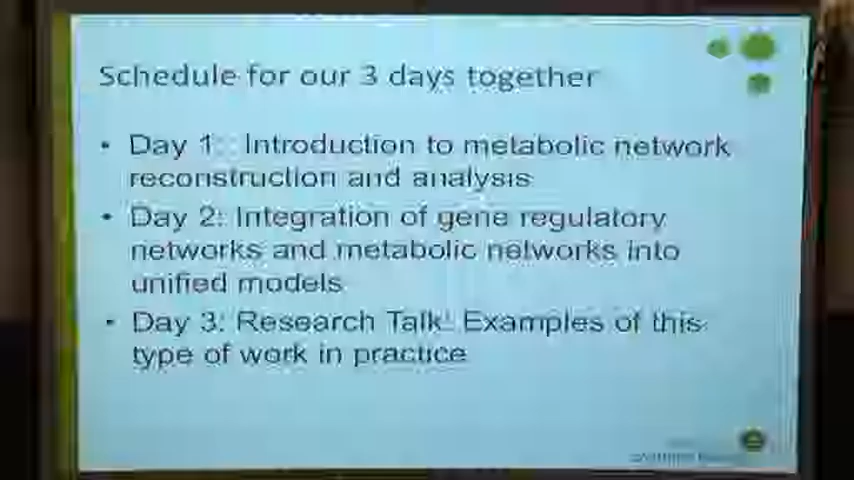 Schedule for our 3 days together
• Day 1: Introduction to metabolic network
reconstruction and analysis
• Day 2: Integration of gene regulatory
networks and metabolic networks into
unified models
• Day 3: Research Talk: Examples of this
type of work in practice